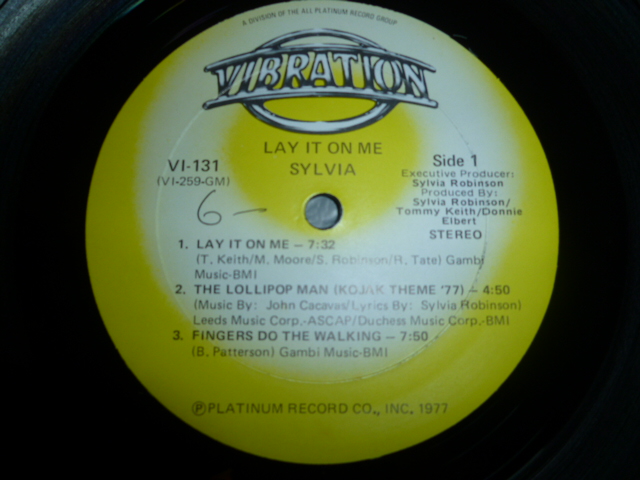 A DIVISION OF THE ALL PLATINUM RECORD GROUP
VIBRATION
LAY IT ON ME
SYLVIA
VI-131
(VI-259-GM)
6-
Side 1
Executive Producer:
Sylvia Robinson
Produced By:
Sylvia Robinson/
Tommy Keith/Donnie
Elbert
STEREO
1. LAY IT ON ME – 7:32
(T. Keith/M. Moore/S. Robinson/R. Tate) Gambi
Music-BMI
2. THE LOLLIPOP MAN (KOJAK THEME '77) – 4:50
(Music By: John Cacavas/Lyrics By: Sylvia Robinson)
Leeds Music Corp.-ASCAP/Duchess Music Corp.-BMI
3. FINGERS DO THE WALKING – 7:50
(B. Patterson) Gambi Music-BMI
℗PLATINUM RECORD CO., INC. 1977